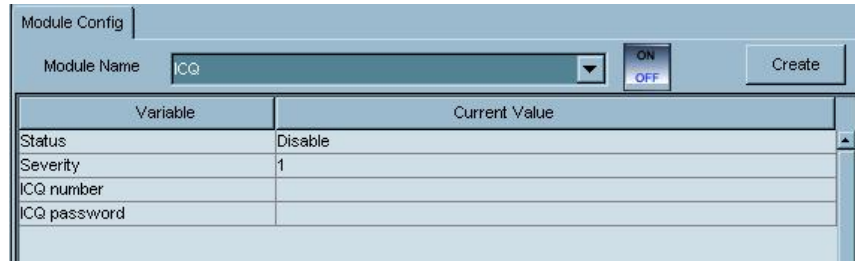 Module Config
Module Name ICQ ON OFF Create
Variable Current Value
Status Disable
Severity 1
ICQ number
ICQ password